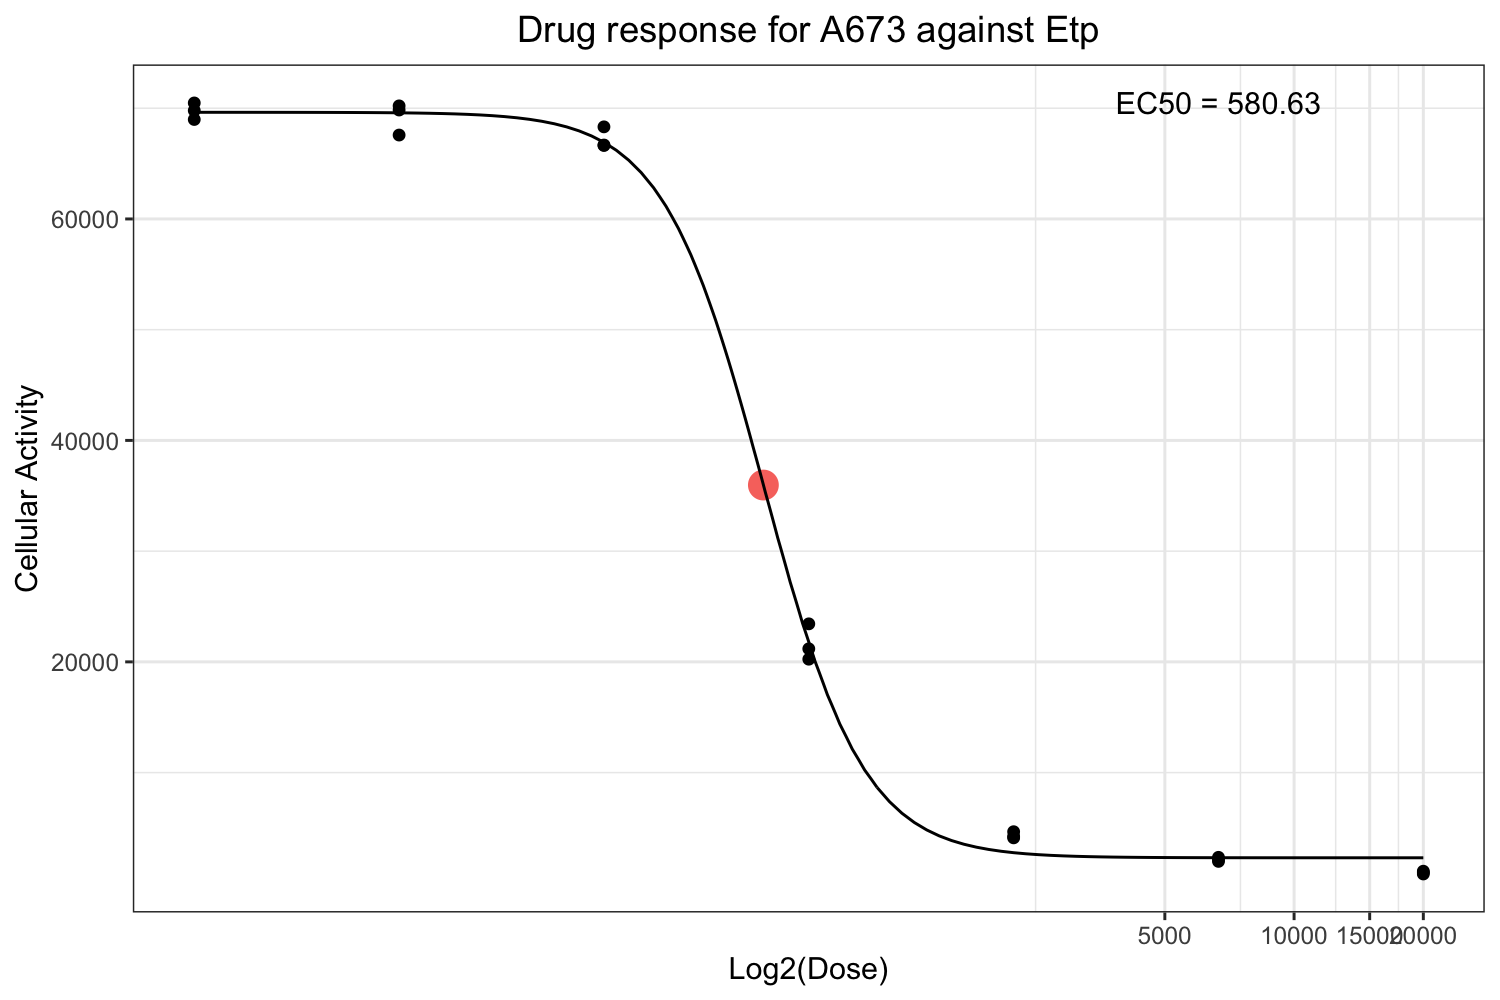 Drug response for A673 against Etp
EC50 = 580.63
60000
40000
20000
Cellular Activity
5000
10000
15000
20000
Log2(Dose)